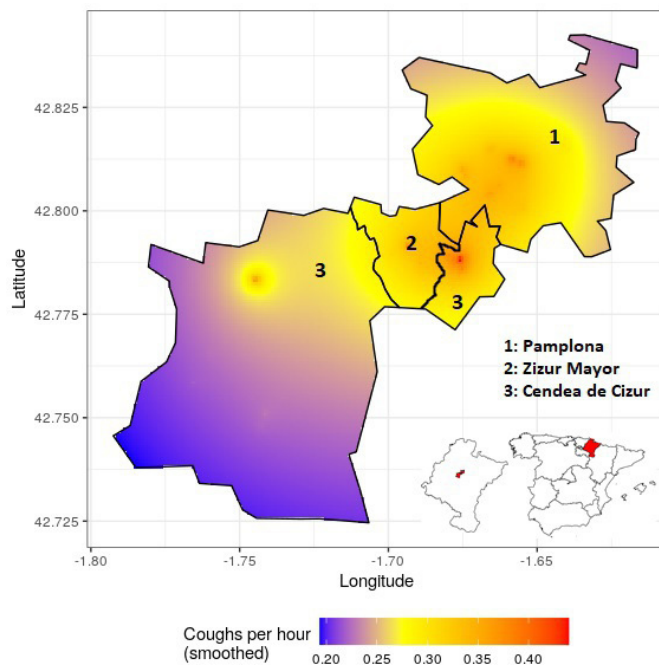 42.825
42.800
42.775
42.750
42.725
Latitude
1
2
3
3
1: Pamplona
2: Zizur Mayor
3: Cendea de Cizur
-1.80
-1.75
-1.70
-1.65
Longitude
Coughs per hour
(smoothed)
0.20
0.25
0.30
0.35
0.40